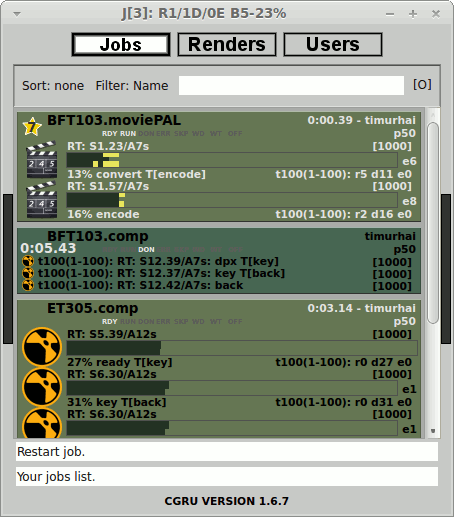 J[3]: R1/1D/0E B5-23%
Jobs Renders Users
Sort: none Filter: Name [O]
7 BFT103.moviePAL 0:00.39 - timurhai
RDY RUN DON ERR SKP WD WT OFF p50
RT: S1.23/A7s [1000]
e6
13% convert T[encode] t100(1-100): r5 d11 e0
RT: S1.57/A7s [1000]
e8
16% encode t100(1-100): r2 d16 e0
BFT103.comp timurhai
0:05.43 DON ERR SKP WD WT OFF p50
t100(1-100): RT: S12.39/A7s: dpx T[key] [1000]
t100(1-100): RT: S12.37/A7s: key T[back] [1000]
t100(1-100): RT: S12.42/A7s: back [1000]
ET305.comp 0:03.14 - timurhai
RDY RUN DON ERR SKP WD WT OFF p50
RT: S5.39/A12s [1000]
27% ready T[key] t100(1-100): r0 d27 e0
RT: S6.30/A12s [1000]
e1
31% key T[back] t100(1-100): r0 d31 e0
RT: S6.30/A12s [1000]
e1
Restart job.
Your jobs list.
CGRU VERSION 1.6.7